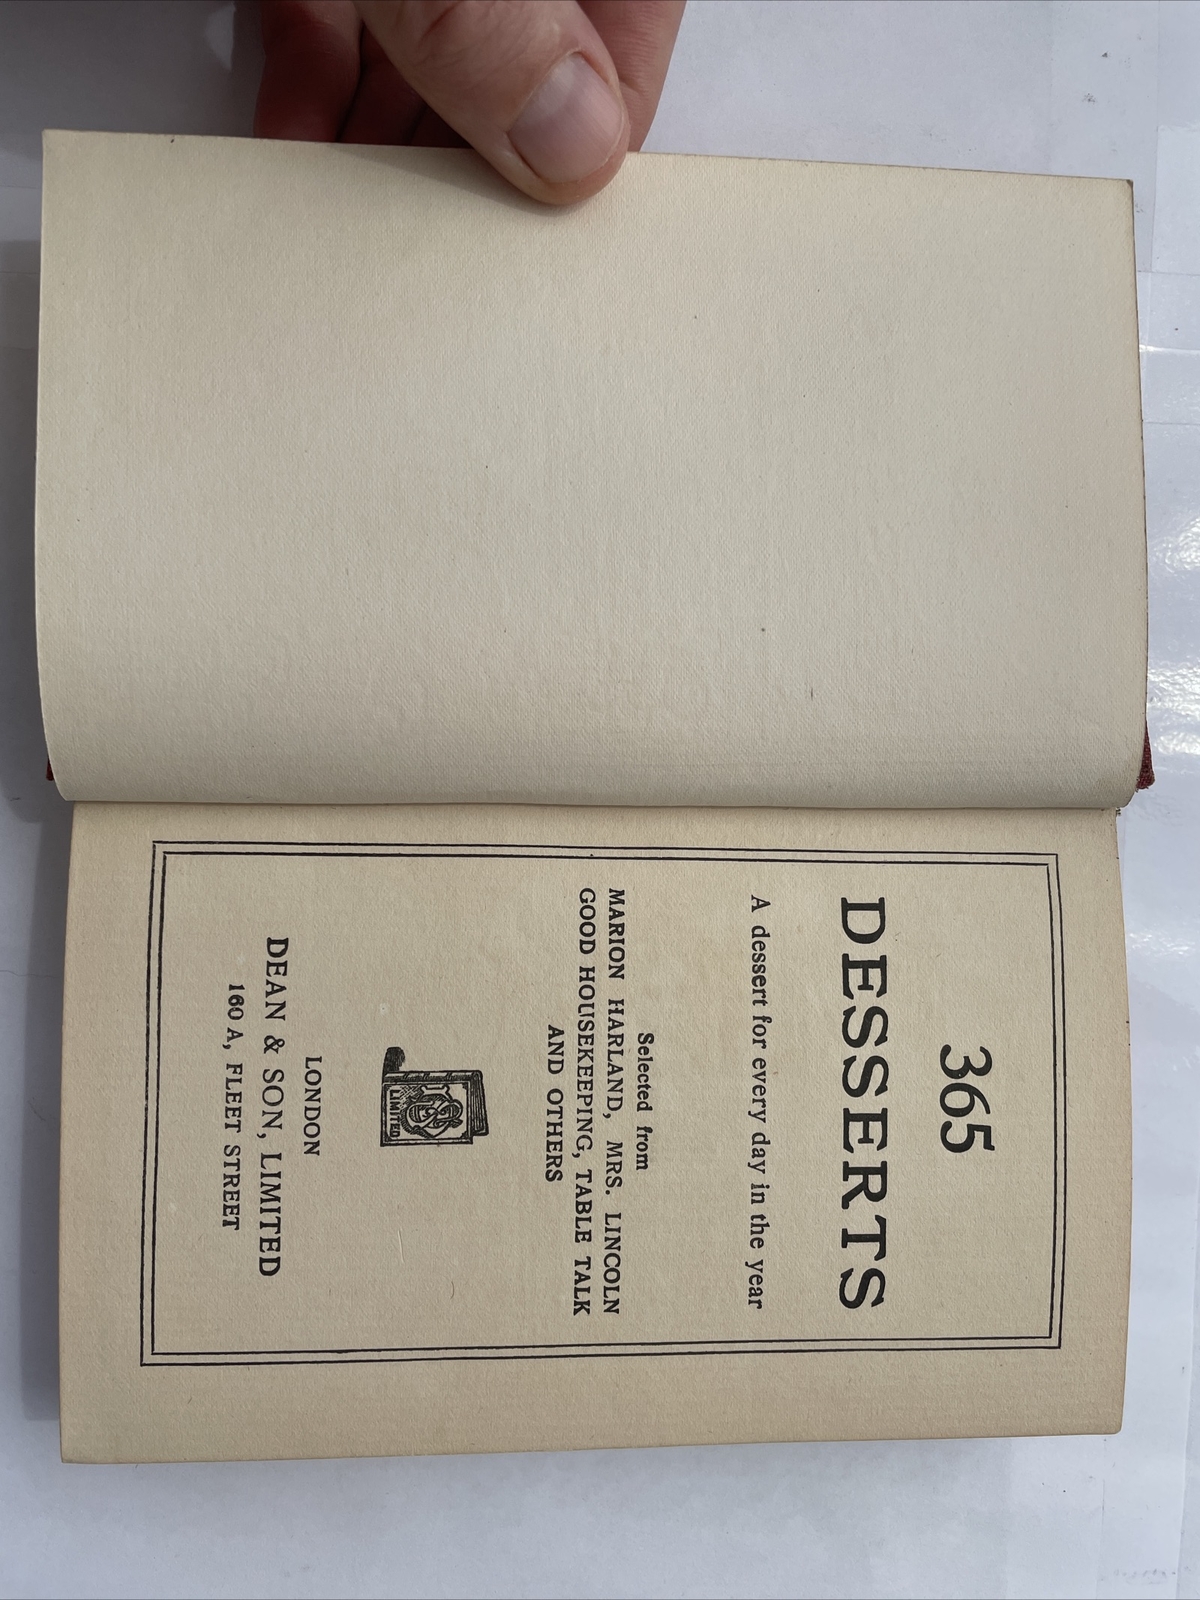 365
DESSERTS
A dessert for every day in the year
Selected from
MARION HARLAND, MRS. LINCOLN
GOOD HOUSEKEEPING, TABLE TALK
AND OTHERS
LIMITED
LONDON
DEAN & SON, LIMITED
160 A, FLEET STREET